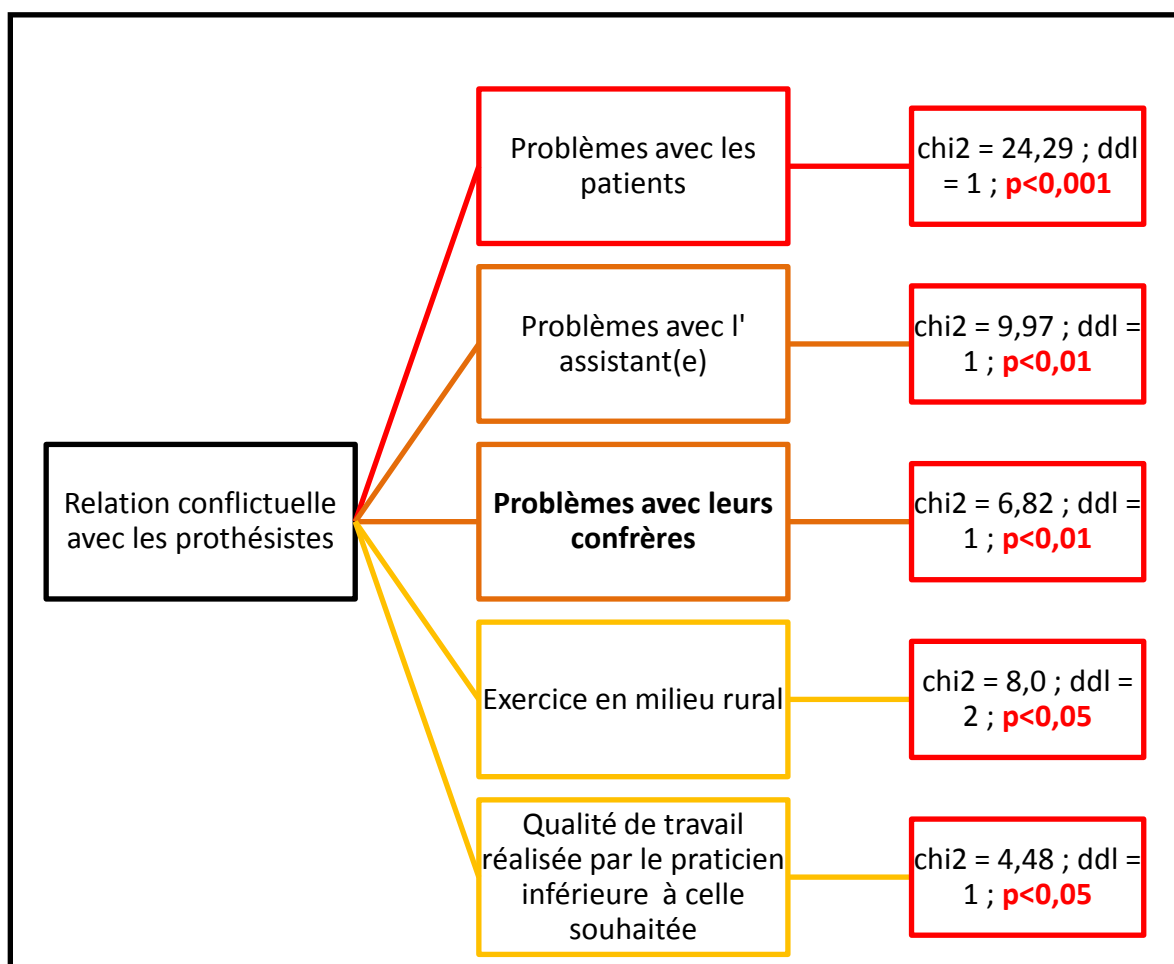 Problèmes avec les
patients
chi2 = 24,29 ; ddl
= 1 ; p<0,001
Problèmes avec l'
assistant(e)
chi2 = 9,97 ; ddl =
1 ; p<0,01
Relation conflictuelle
avec les prothésistes
Problèmes avec leurs
confrères
chi2 = 6,82 ; ddl =
1 ; p<0,01
Exercice en milieu rural
chi2 = 8,0 ; ddl =
2 ; p<0,05
Qualité de travail
réalisée par le praticien
inférieure à celle
souhaitée
chi2 = 4,48 ; ddl =
1 ; p<0,05